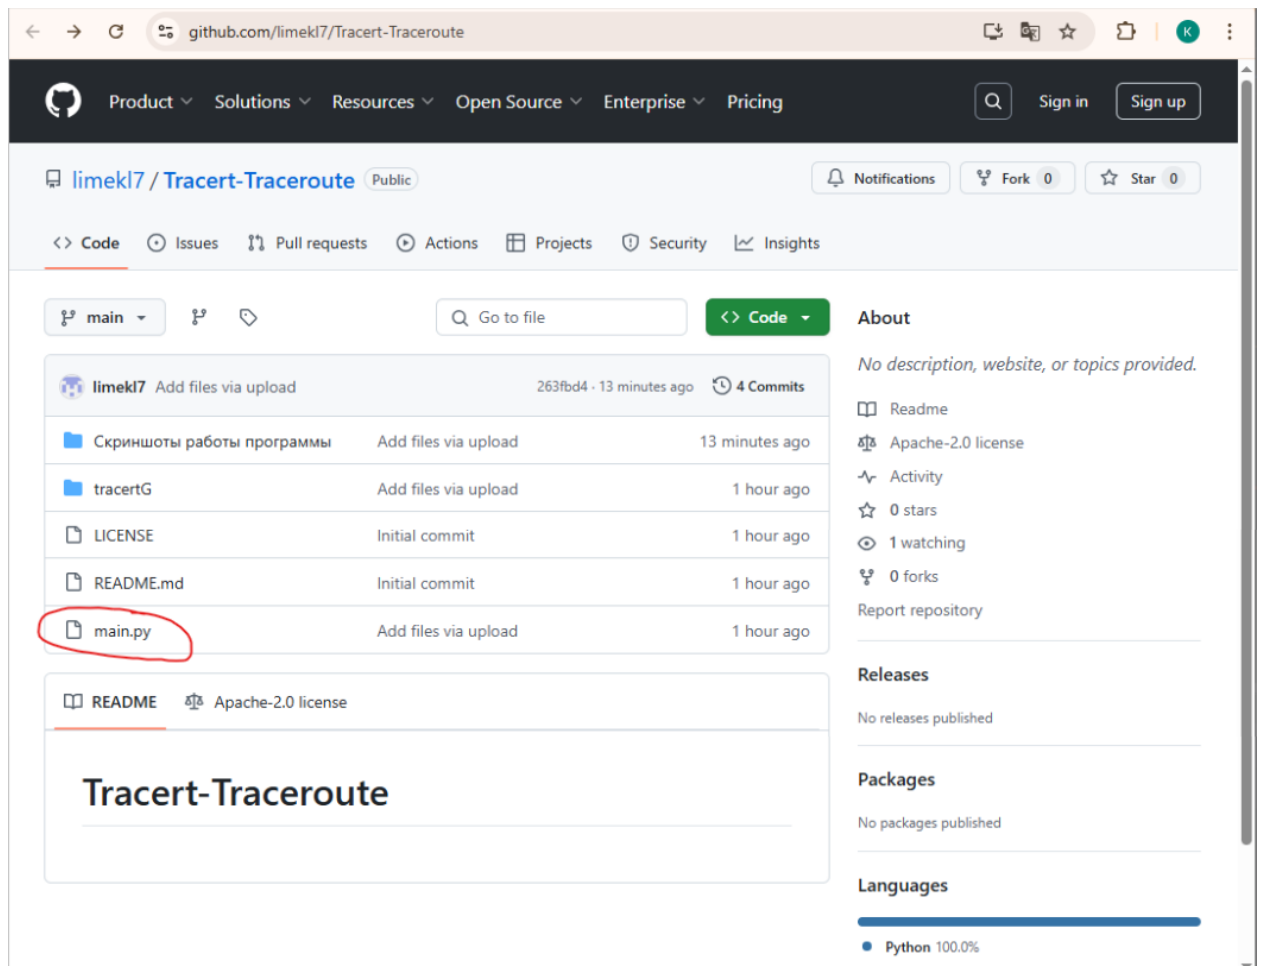 github.com/limekl7/Tracert-Traceroute
K
Product Solutions Resources Open Source Enterprise Pricing
Sign in Sign up
limekl7 / Tracert-Traceroute Public
Notifications Fork 0 Star 0
Code Issues Pull requests Actions Projects Security Insights
main Go to file Code
limekl7 Add files via upload 263fbd4 · 13 minutes ago 4 Commits
Скриншоты работы программы Add files via upload 13 minutes ago
tracertG Add files via upload 1 hour ago
LICENSE Initial commit 1 hour ago
README.md Initial commit 1 hour ago
main.py Add files via upload 1 hour ago
README Apache-2.0 license
Tracert-Traceroute
About
No description, website, or topics provided.
Readme
Apache-2.0 license
Activity
0 stars
1 watching
0 forks
Report repository
Releases
No releases published
Packages
No packages published
Languages
Python 100.0%